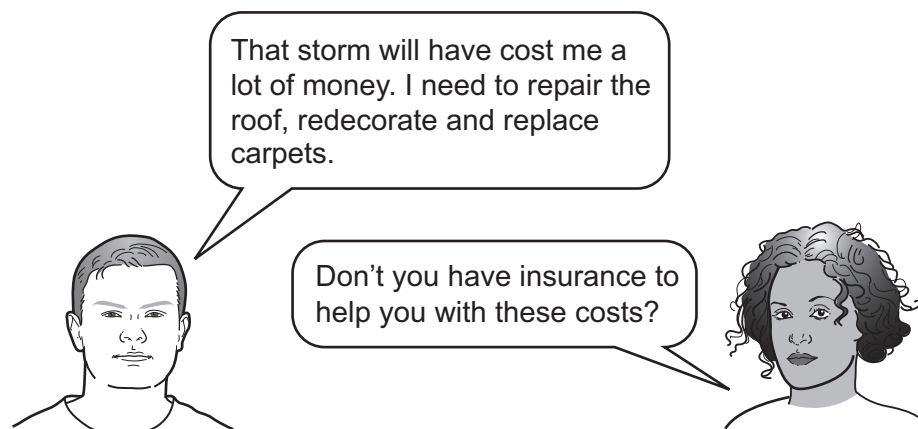 That storm will have cost me a
lot of money. I need to repair the
roof, redecorate and replace
carpets.
Don’t you have insurance to
help you with these costs?